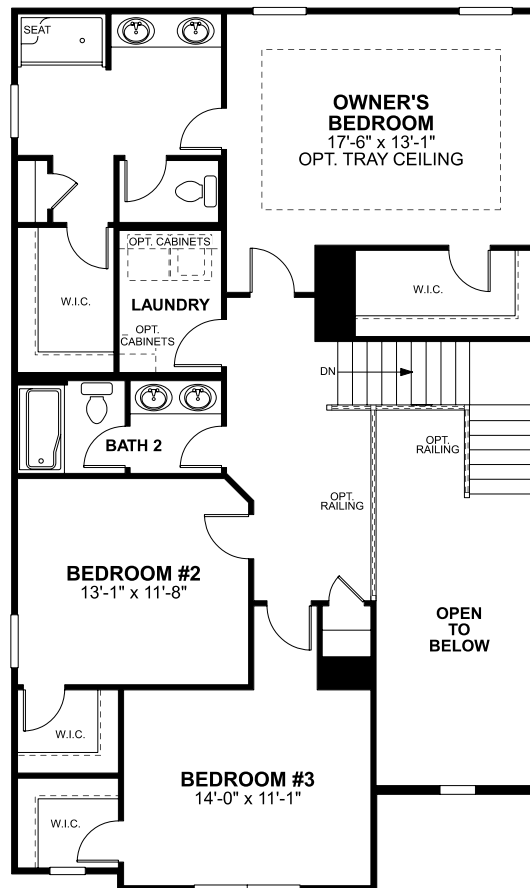 SEAT
OWNER'S
BEDROOM
17'-6" x 13'-1"
OPT. TRAY CEILING
OPT. CABINETS
W.I.C.
LAUNDRY
W.I.C.
OPT.
CABINETS
DN
BATH 2
OPT.
RAILING
OPT.
RAILING
BEDROOM #2
13'-1" x 11'-8"
OPEN
TO
BELOW
W.I.C.
BEDROOM #3
14'-0" x 11'-1"
W.I.C.